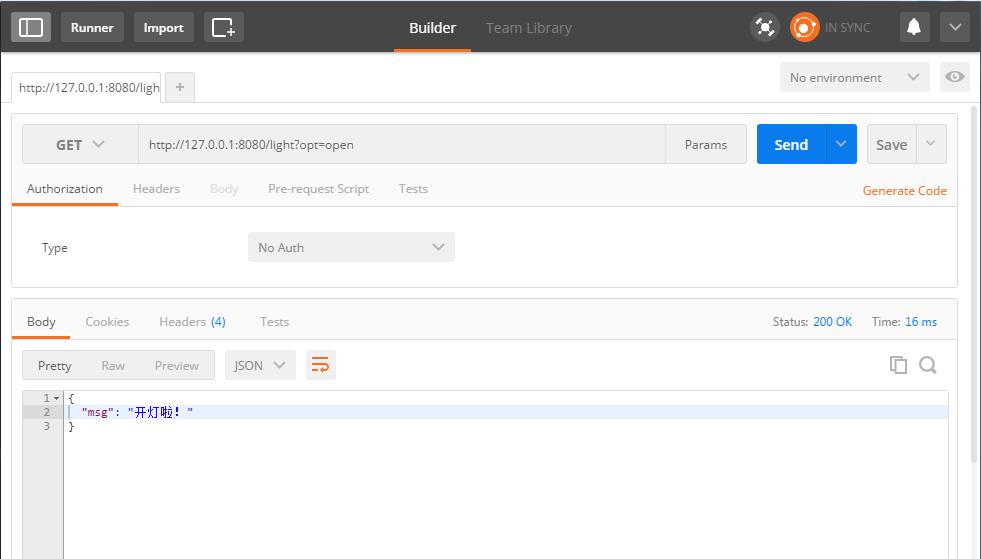 Runner Import Builder Team Library IN SYNC
http://127.0.0.1:8080/ligh + No environment
GET http://127.0.0.1:8080/light?opt=open Params Send Save
Authorization Headers Body Pre-request Script Tests Generate Code
Type No Auth
Body Cookies Headers (4) Tests Status: 200 OK Time: 16 ms
Pretty Raw Preview JSON
1 {
2 "msg": "开灯啦！"
3 }